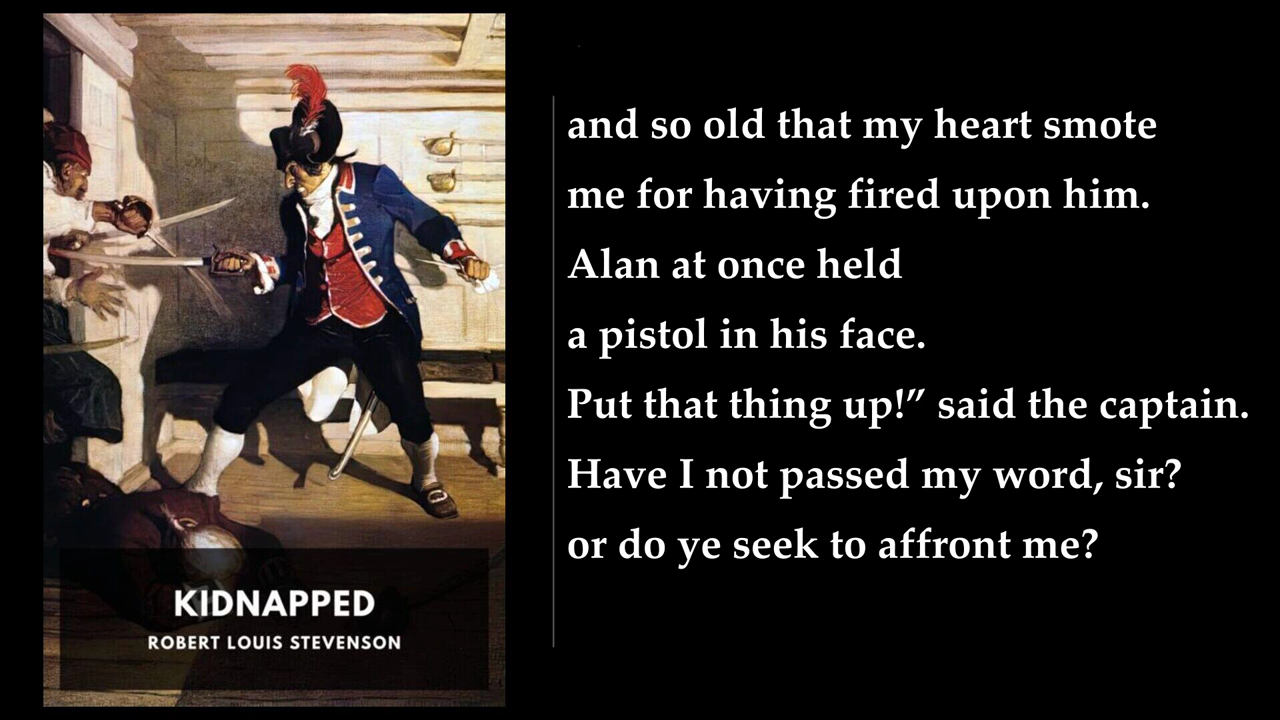 KIDNAPPED
ROBERT LOUIS STEVENSON
and so old that my heart smote
me for having fired upon him.
Alan at once held
a pistol in his face.
Put that thing up!” said the captain.
Have I not passed my word, sir?
or do ye seek to affront me?